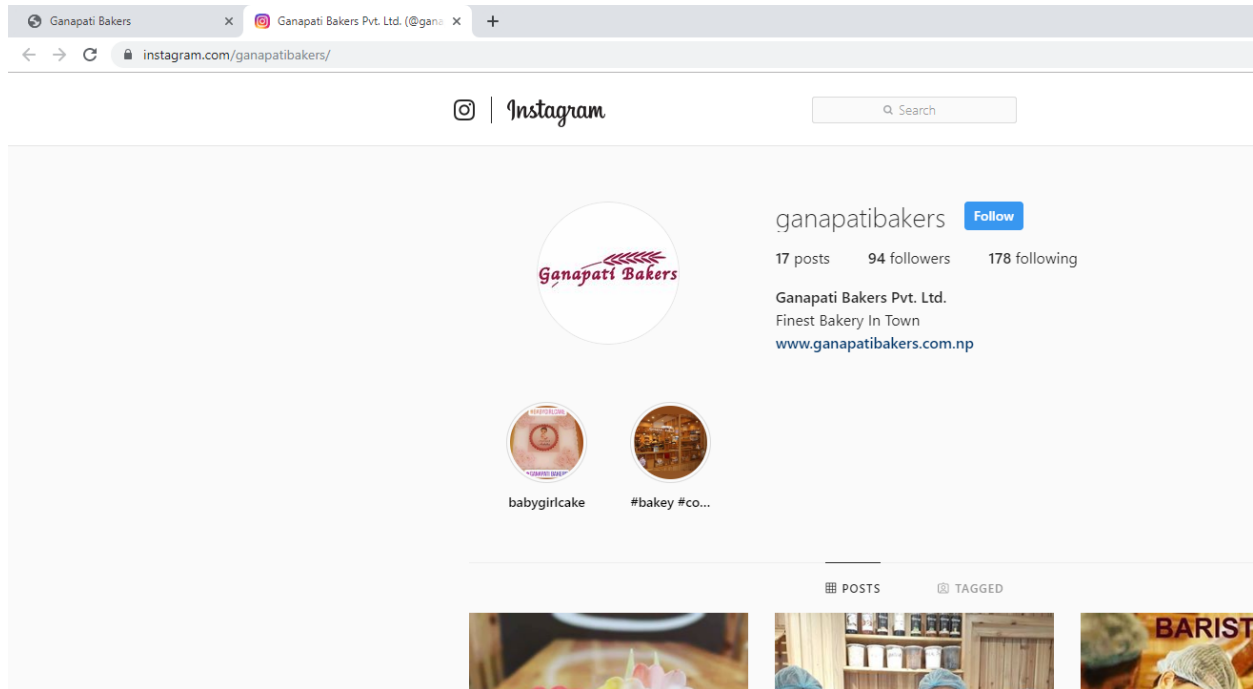 Ganapati Bakers
Ganapati Bakers Pvt. Ltd. (@gana
instagram.com/ganapatibakers/
Instagram
Search
Ganapati Bakers
ganapatibakers Follow
17 posts 94 followers 178 following
Ganapati Bakers Pvt. Ltd.
Finest Bakery In Town
www.ganapatibakers.com.np
babygirlcake #bakey #co...
POSTS TAGGED
BARIST